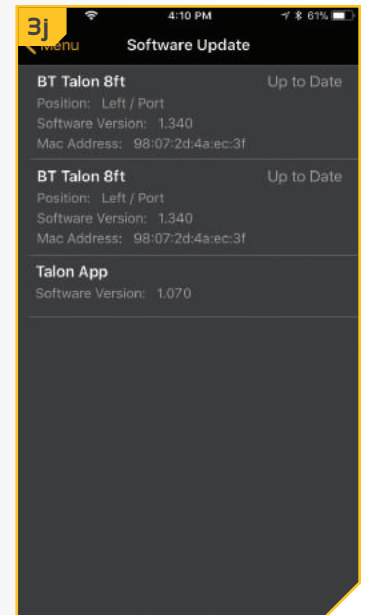 3j
4:10 PM
61%
Menu
Software Update
BT Talon 8ft
Up to Date
Position: Left / Port
Software Version: 1.340
Mac Address: 98:07:2d:4a:ec:3f
BT Talon 8ft
Up to Date
Position: Left / Port
Software Version: 1.340
Mac Address: 98:07:2d:4a:ec:3f
Talon App
Software Version: 1.070